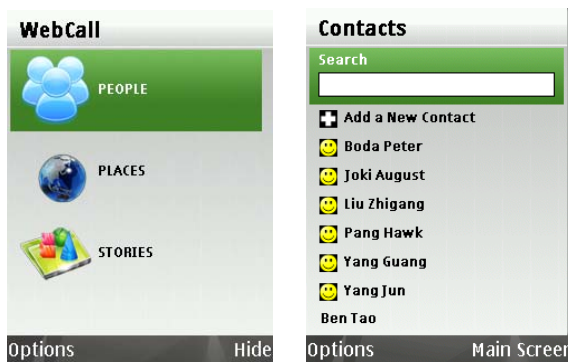 WebCall
PEOPLE
PLACES
STORIES
Options Hide
Contacts
Search
Add a New Contact
Boda Peter
Joki August
Liu Zhigang
Pang Hawk
Yang Guang
Yang Jun
Ben Tao
Options Main Screen